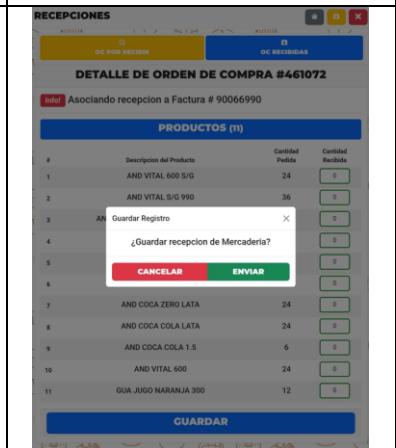 RECEPCIONES
OC POR RECIBIR
OC RECIBIDAS
DETALLE DE ORDEN DE COMPRA #461072
Info! Asociando recepcion a Factura # 90066990
PRODUCTOS (11)
# Descripcion del Producto Cantidad Pedida Cantidad Recibida
1 AND VITAL 600 S/G 24 0
2 AND VITAL S/G 990 36 0
3 AN 0
Guardar Registro ×
¿Guardar recepcion de Mercaderia?
CANCELAR ENVIAR
4 0
5 0
6 0
7 AND COCA ZERO LATA 24 0
8 AND COCA COLA LATA 24 0
9 AND COCA COLA 1.5 6 0
10 AND VITAL 600 24 0
11 GUA JUGO NARANJA 300 12 0
GUARDAR